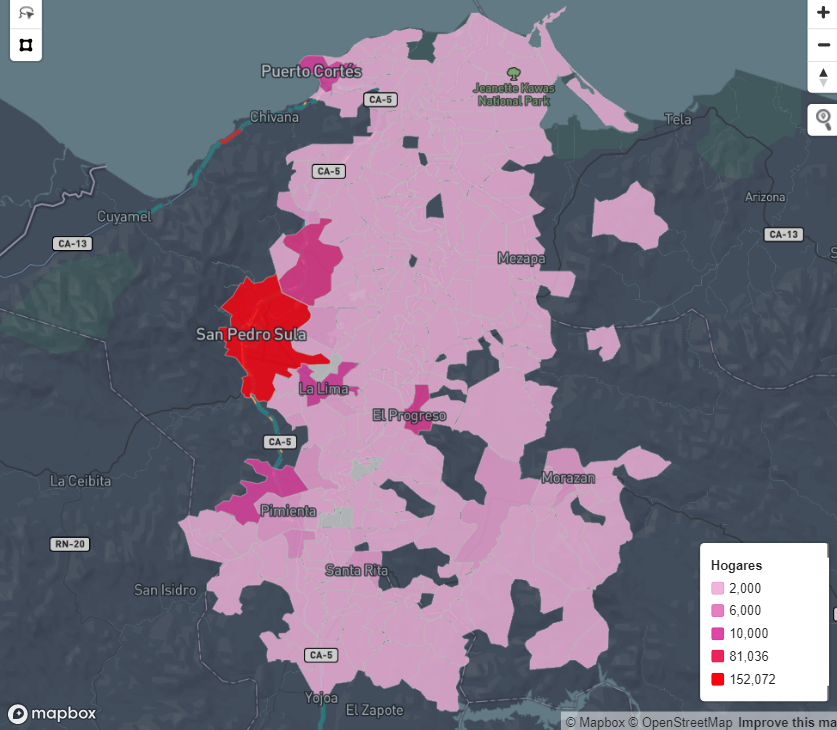 Puerto Cortés
CA-5
Jeanette Kawas
National Park
Chivana
Tela
CA-5
Arizona
Cuyamel
CA-13
CA-13
Mezapa
San Pedro Sula
La Lima
El Progreso
CA-5
La Ceibita
Morazan
Pimienta
RN-20
Santa Rita
San Isidro
CA-5
Yojoa
El Zapote
Hogares
2,000
6,000
10,000
81,036
152,072
mapbox
© Mapbox © OpenStreetMap Improve this ma